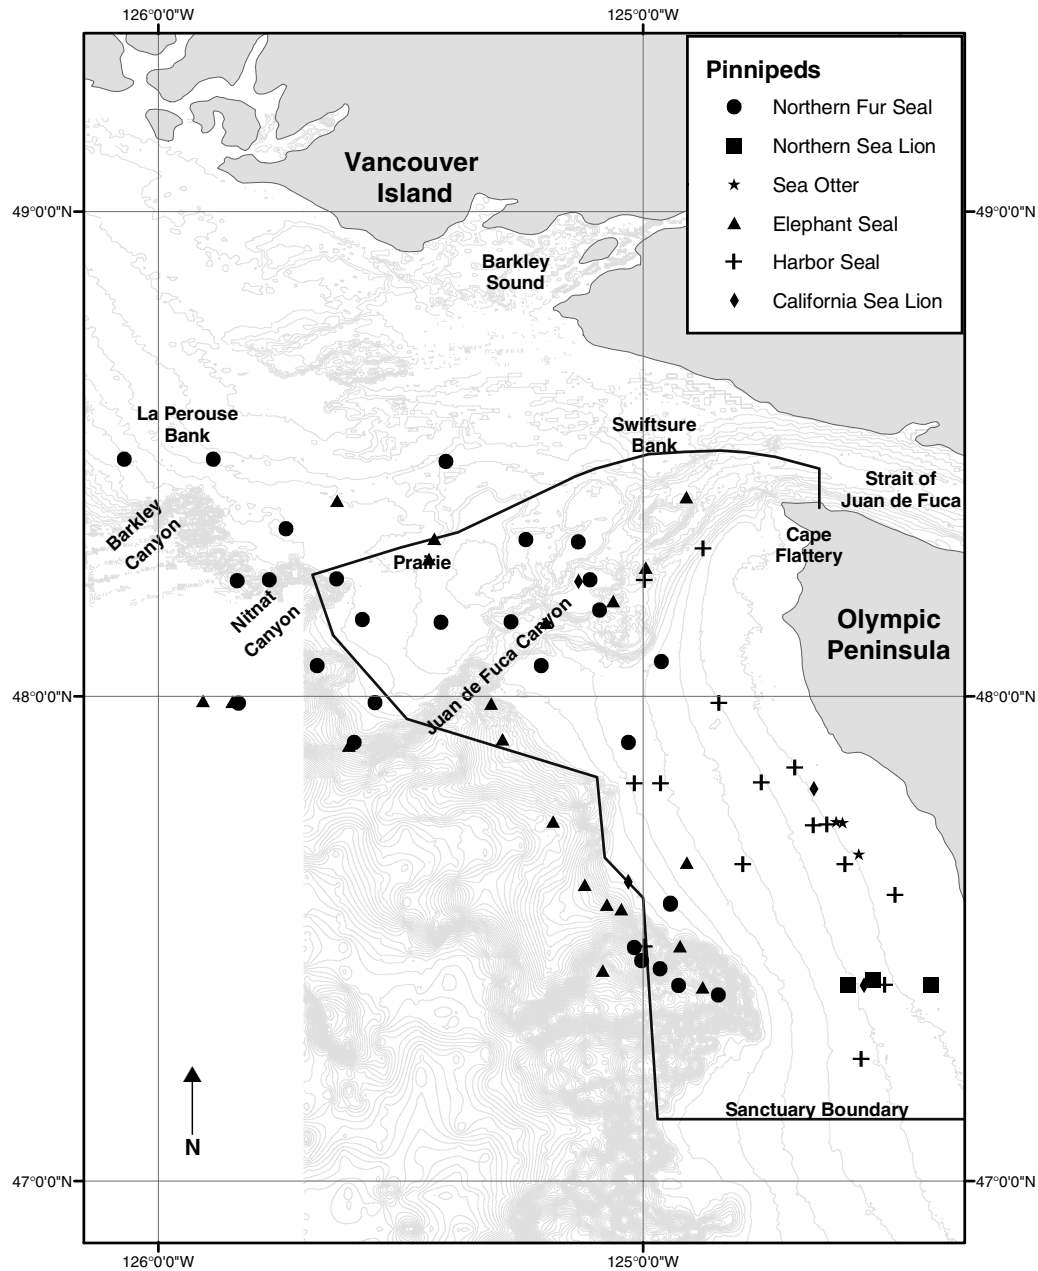 126°0'0"W
125°0'0"W
Pinnipeds
Northern Fur Seal
Northern Sea Lion
Sea Otter
Elephant Seal
Harbor Seal
California Sea Lion
Vancouver
Island
49°0'0"N
49°0'0"N
Barkley
Sound
La Perouse
Bank
Swiftsure
Bank
Strait of
Juan de Fuca
Barkley
Canyon
Cape
Flattery
Prairie
Nitnat
Canyon
Juan de Fuca Canyon
Olympic
Peninsula
48°0'0"N
48°0'0"N
N
Sanctuary Boundary
47°0'0"N
47°0'0"N
126°0'0"W
125°0'0"W